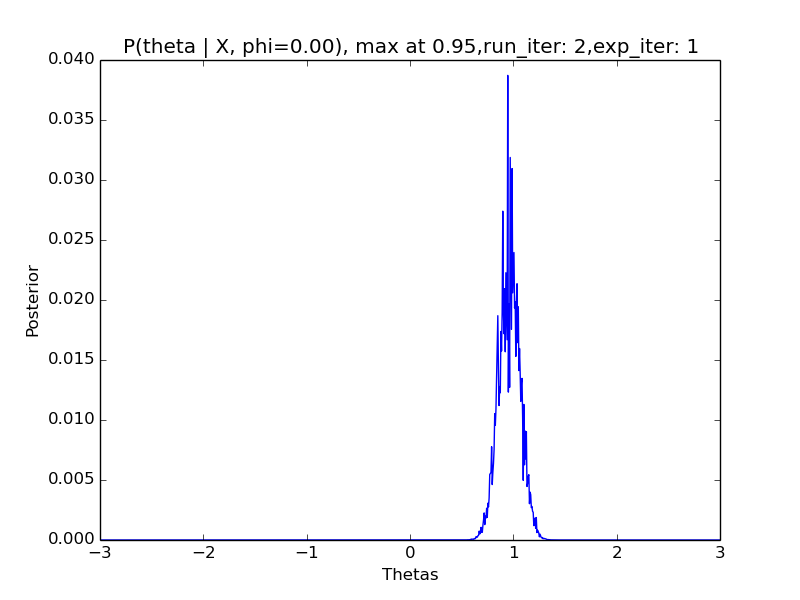 P(theta | X, phi=0.00), max at 0.95,run_iter: 2,exp_iter: 1
0.040
0.035
0.030
0.025
0.020
0.015
0.010
0.005
0.000
Posterior
−3 −2 −1 0 1 2 3
Thetas